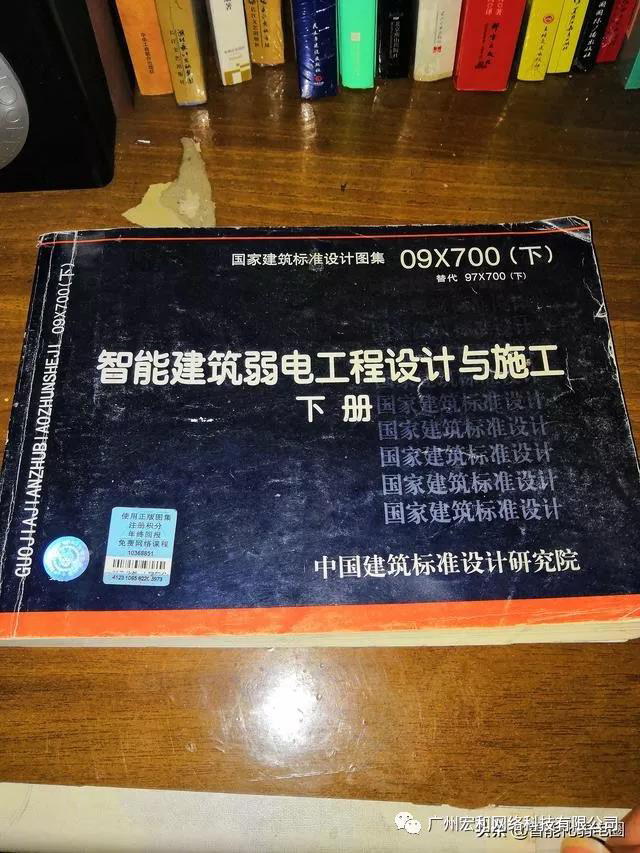 国家建筑标准设计图集 09X700(下)
替代 97X700(下)
智能建筑弱电工程设计与施工
下册
国家建筑标准设计
国家建筑标准设计
国家建筑标准设计
国家建筑标准设计
国家建筑标准设计
中国建筑标准设计研究院
GUOJIAJIANZHUBIAOZHUNSHEJI 09X700(下)
使用正版图集
注册积分
年终回报
免费网络课程
10368851
广州宏和网络科技有限公司